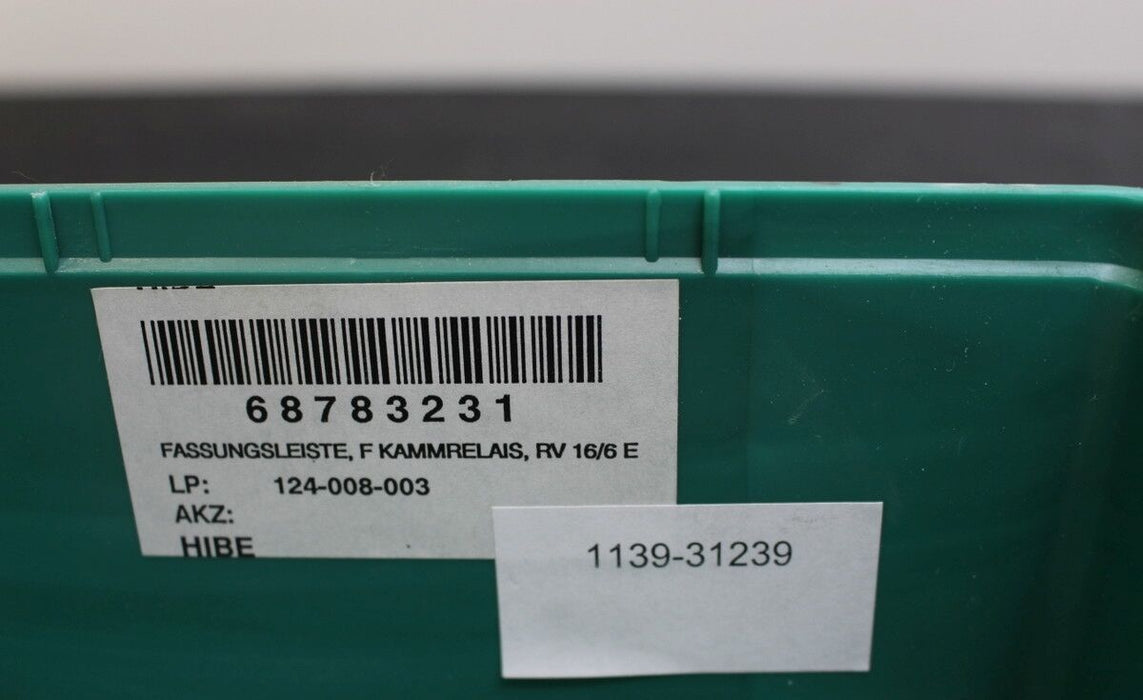 68783231
FASSUNGSLEISTE, F KAMMRELAIS, RV 16/6 E
LP: 124-008-003
AKZ:
HIBE
1139-31239